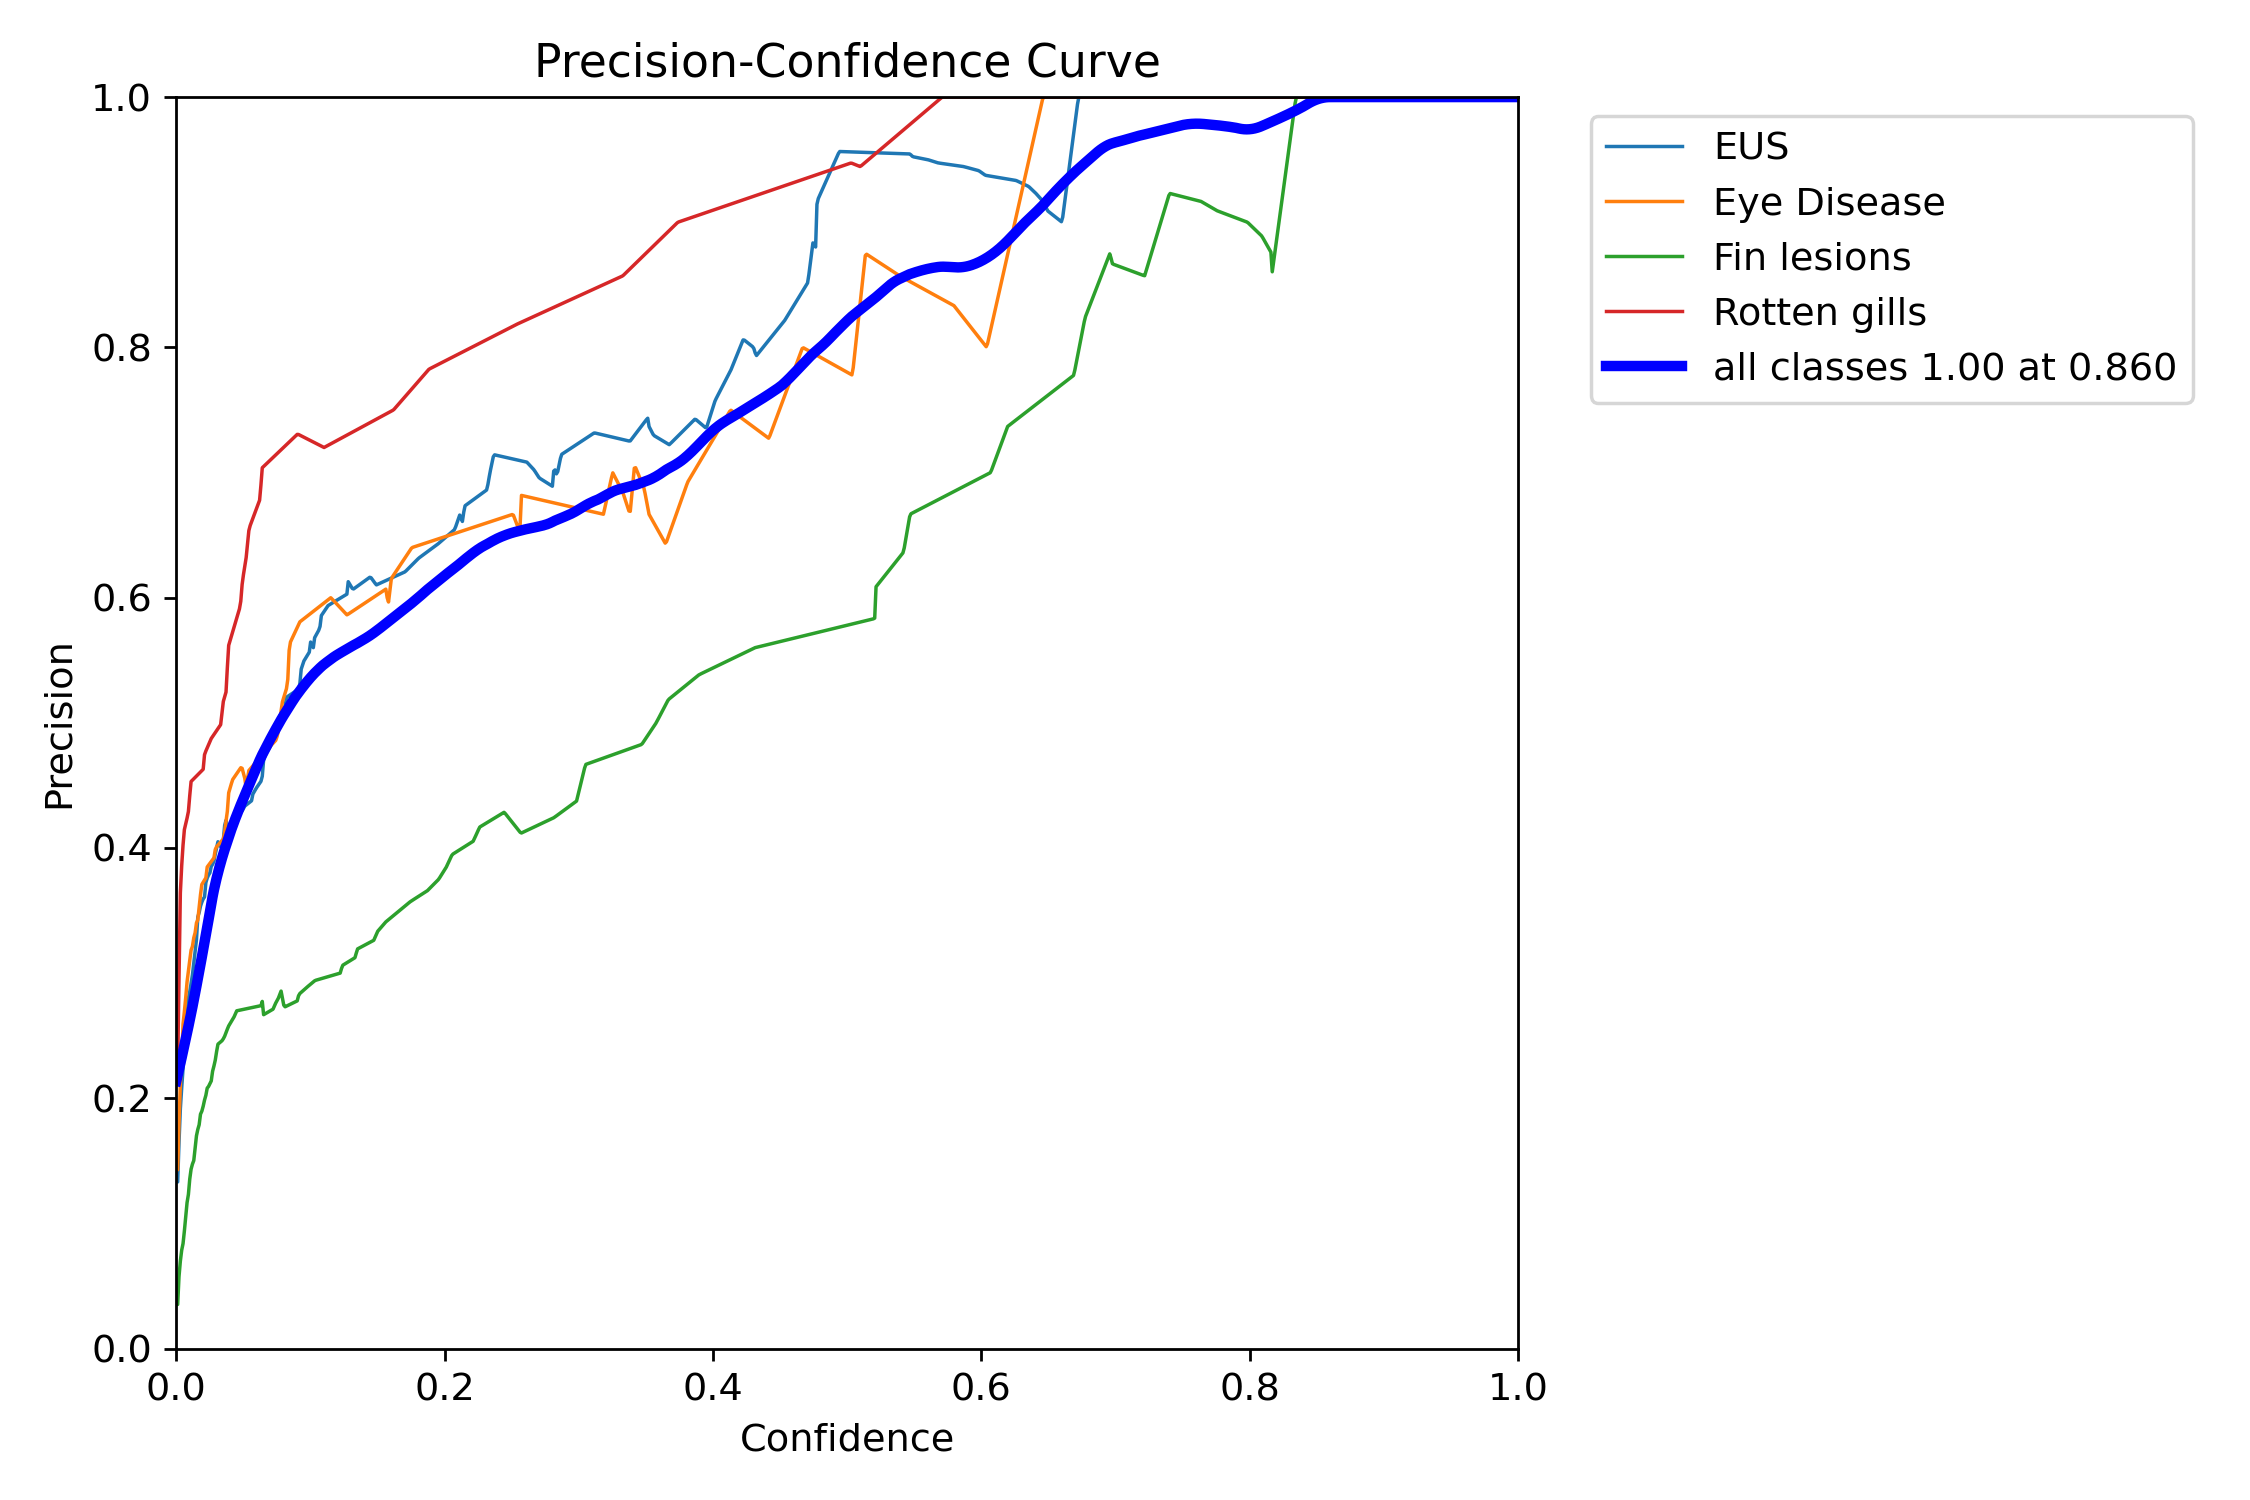 Precision-Confidence Curve
1.0
0.8
0.6
0.4
0.2
0.0
Precision
0.0 0.2 0.4 0.6 0.8 1.0
Confidence
EUS
Eye Disease
Fin lesions
Rotten gills
all classes 1.00 at 0.860